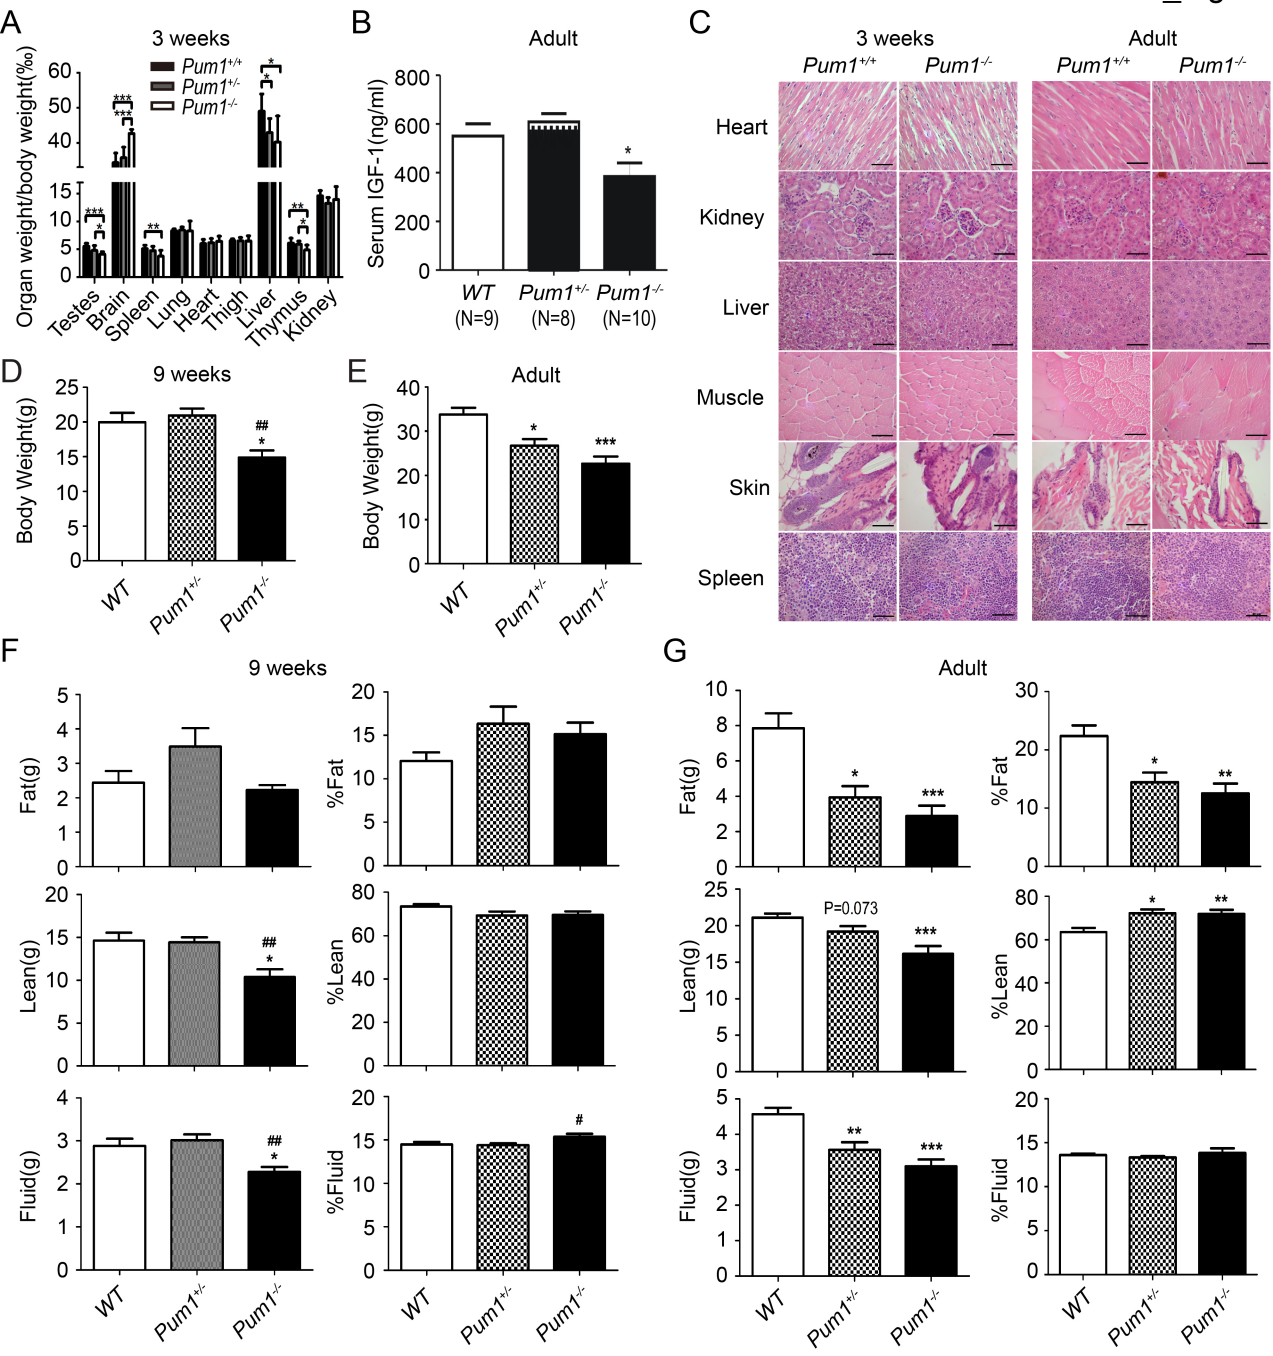 A
3 weeks
Pum1+/+
Pum1+/-
Pum1-/-
Organ weight/body weight(‰)
60
50
40
15
10
5
0
***
*
***
***
**
*
*
**
*
Testes
Brain
Spleen
Lung
Heart
Thigh
Liver
Thymus
Kidney
B
Adult
Serum IGF-1(ng/ml)
800
600
400
200
0
*
WT
Pum1+/-
Pum1-/-
(N=9)
(N=8)
(N=10)
C
3 weeks
Adult
Pum1+/+
Pum1-/-
Pum1+/+
Pum1-/-
Heart
Kidney
Liver
Muscle
Skin
Spleen
D
9 weeks
Body Weight(g)
25
20
15
10
5
0
##
*
WT
Pum1+/-
Pum1-/-
E
Adult
Body Weight(g)
40
30
20
10
0
*
***
WT
Pum1+/-
Pum1-/-
F
9 weeks
Fat(g)
5
4
3
2
1
0
%Fat
20
15
10
5
0
Lean(g)
20
15
10
5
0
##
*
%Lean
80
60
40
20
0
Fluid(g)
4
3
2
1
0
##
*
WT
Pum1+/-
Pum1-/-
%Fluid
20
15
10
5
0
#
WT
Pum1+/-
Pum1-/-
G
Adult
Fat(g)
10
8
6
4
2
0
*
***
%Fat
30
20
10
0
*
**
Lean(g)
25
20
15
10
5
0
P=0.073
***
%Lean
80
60
40
20
0
*
**
Fluid(g)
5
4
3
2
1
0
**
***
WT
Pum1+/-
Pum1-/-
%Fluid
20
15
10
5
0
WT
Pum1+/-
Pum1-/-